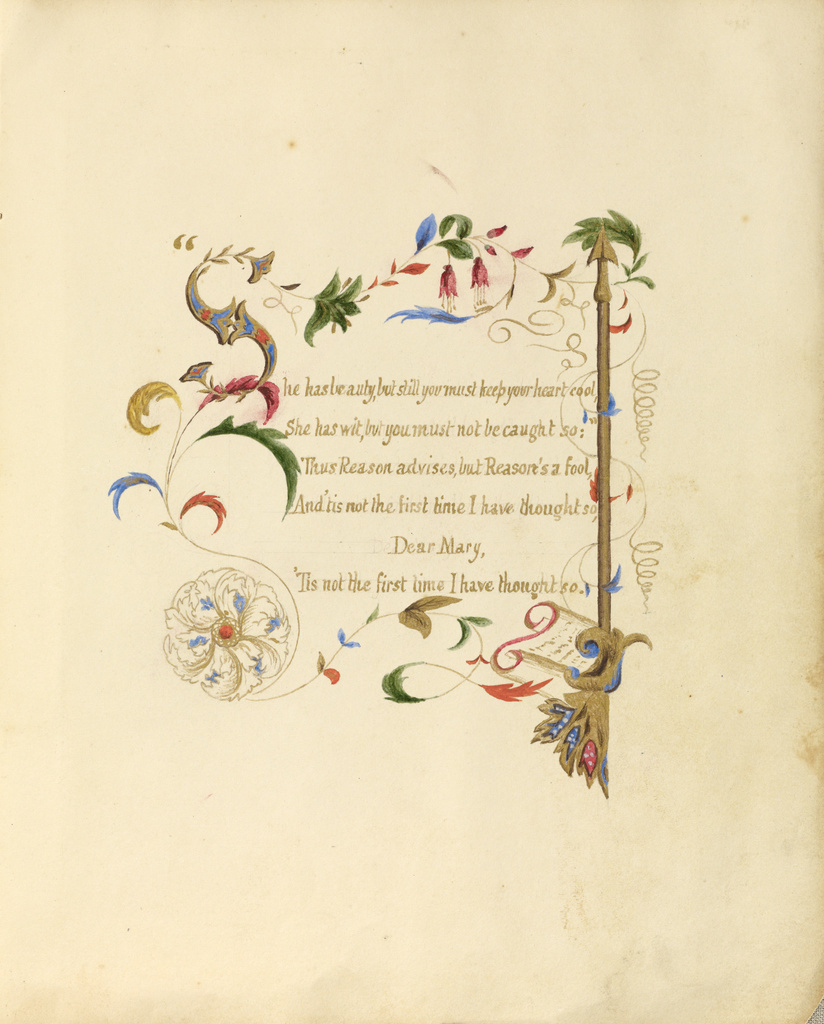 “She has beauty, but still you must keep your heart cool,
She has wit, but you must not be caught so:"
'Thus Reason advises, but Reason's a fool,
And 'tis not the first time I have thought so,
Dear Mary,
'Tis not the first time I have thought so.